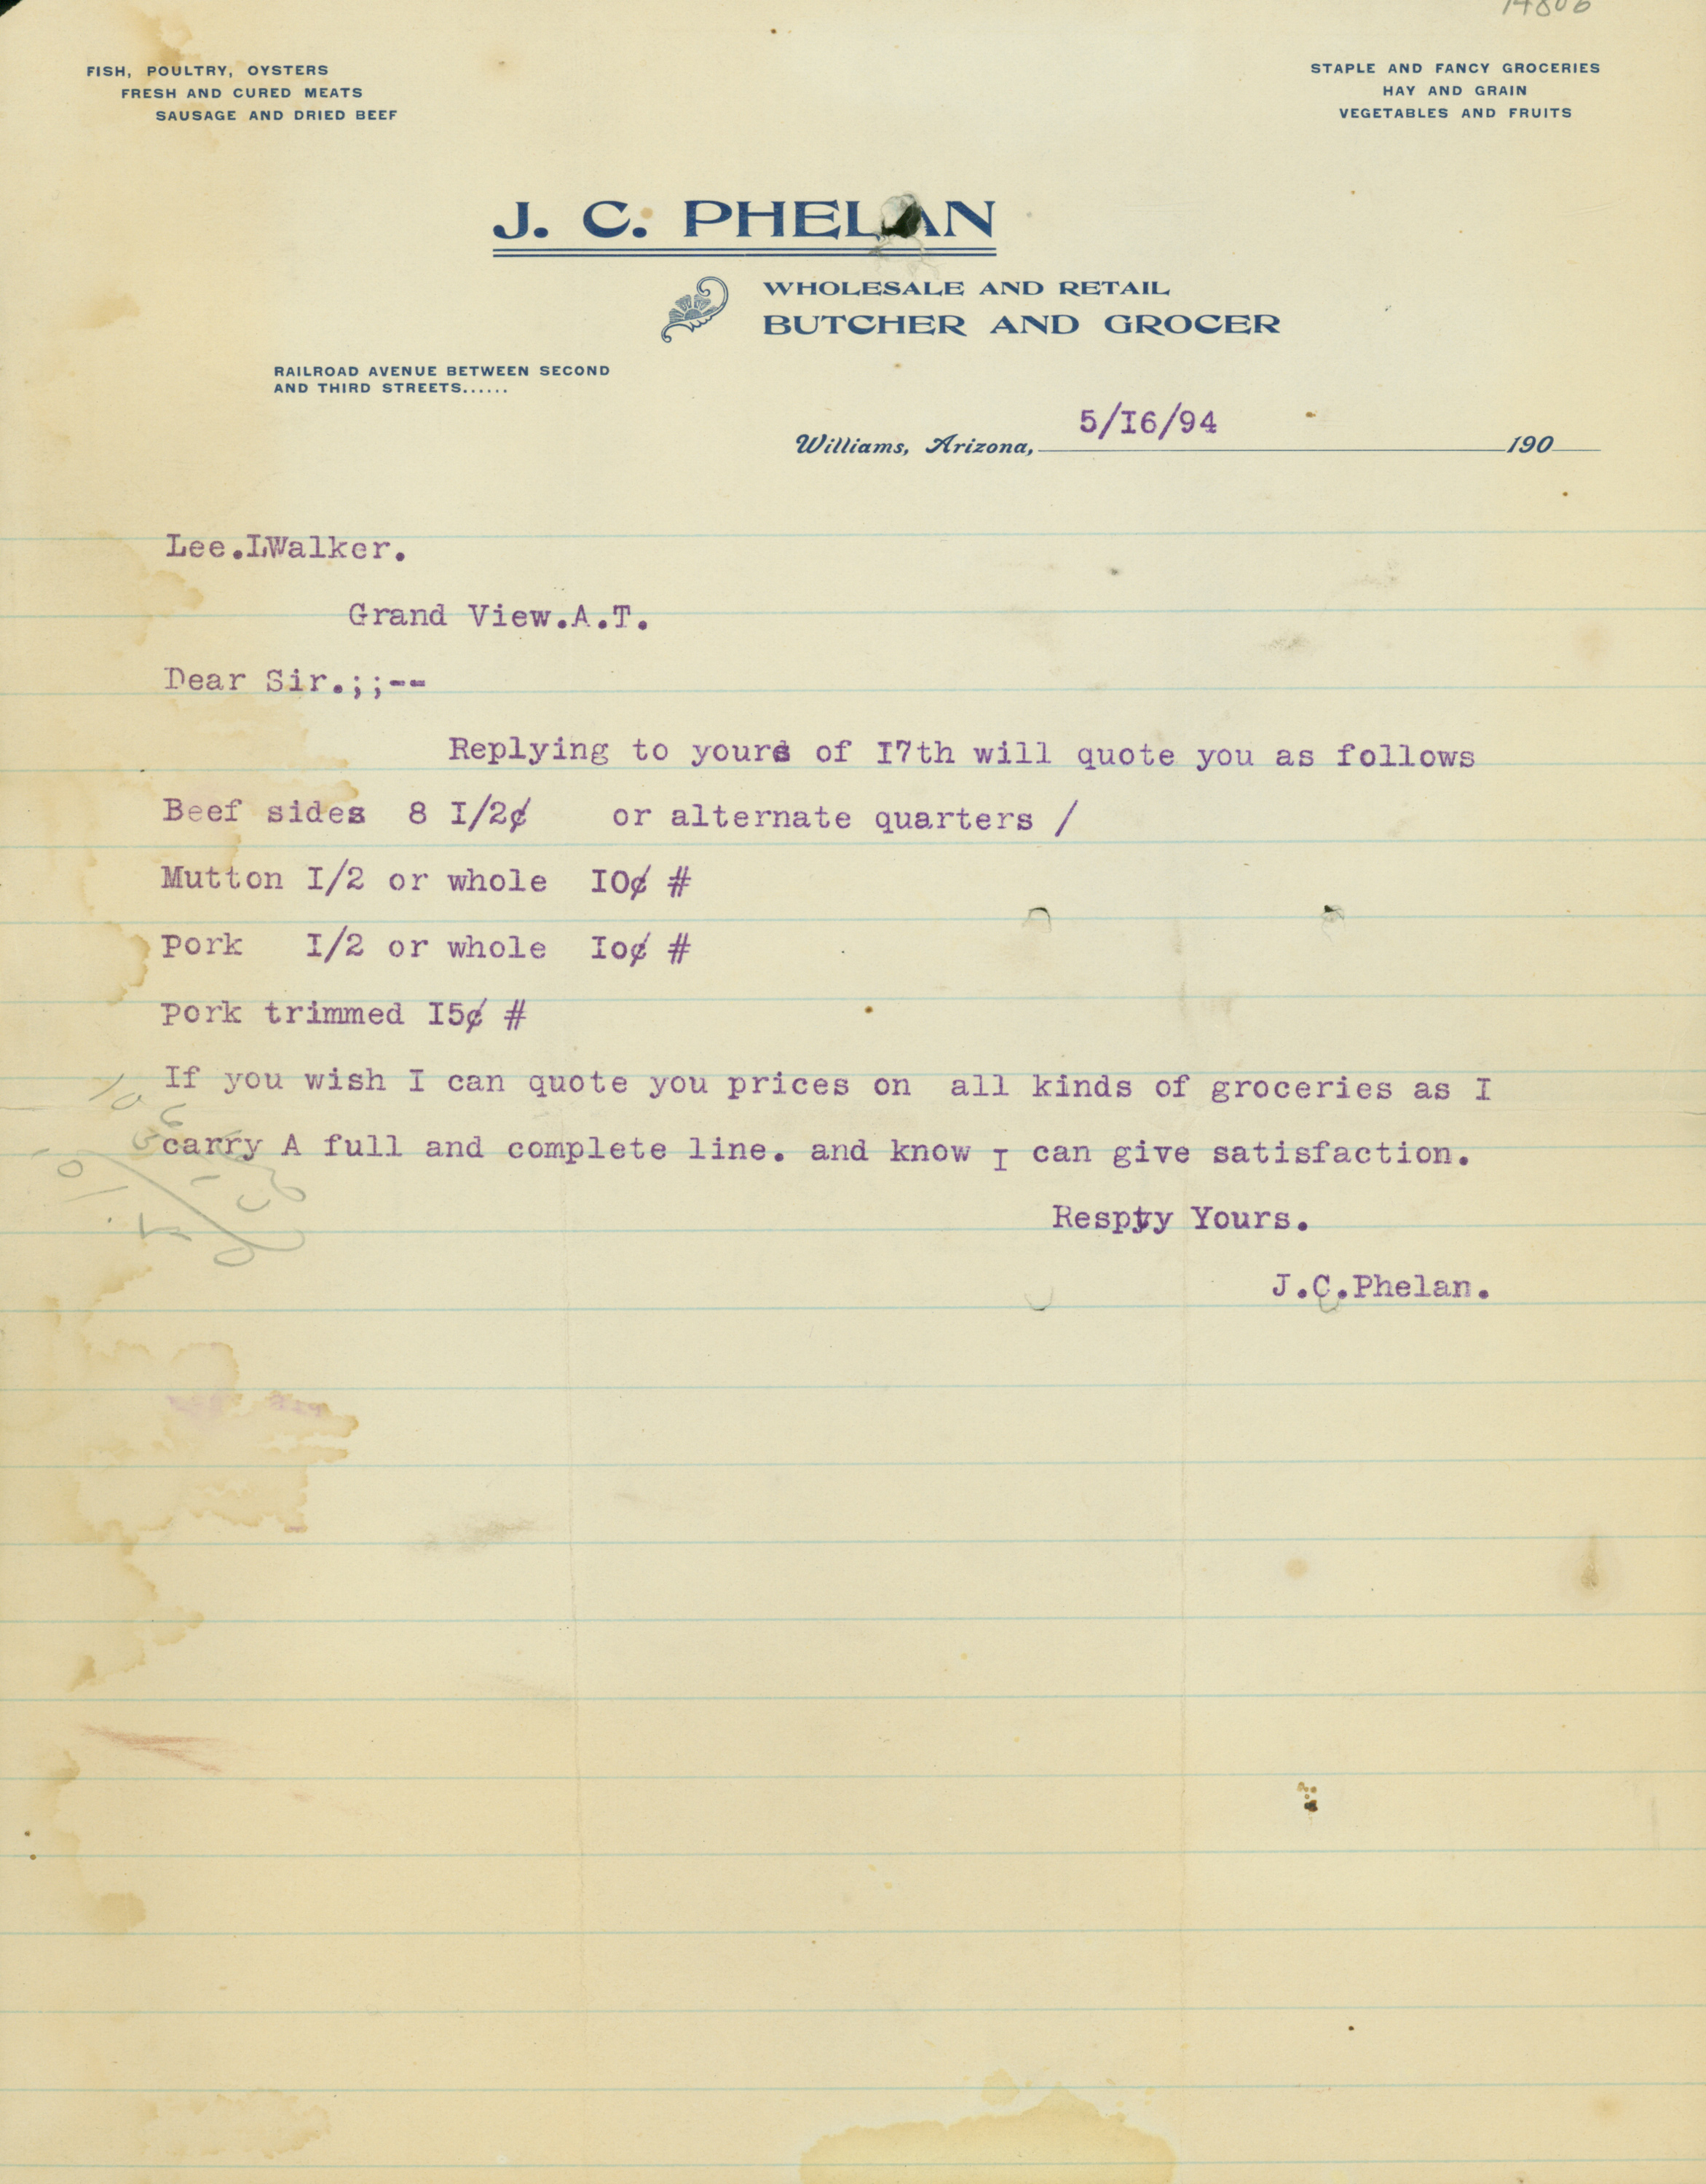 14806
FISH, POULTRY, OYSTERS
FRESH AND CURED MEATS
SAUSAGE AND DRIED BEEF
STAPLE AND FANCY GROCERIES
HAY AND GRAIN
VEGETABLES AND FRUITS
J. C. PHELAN
WHOLESALE AND RETAIL
BUTCHER AND GROCER
RAILROAD AVENUE BETWEEN SECOND
AND THIRD STREETS......
5/I6/94
Williams, Arizona, 190
Lee.LWalker.
Grand View.A.T.
Dear Sir.;;--
Replying to yours of I7th will quote you as follows
Beef sides 8 I/2¢ or alternate quarters /
Mutton I/2 or whole IO¢ #
pork I/2 or whole Io¢ #
pork trimmed I5¢ #
If you wish I can quote you prices on all kinds of groceries as I
carry A full and complete line. and know I can give satisfaction.
Respty Yours.
J.C.Phelan.